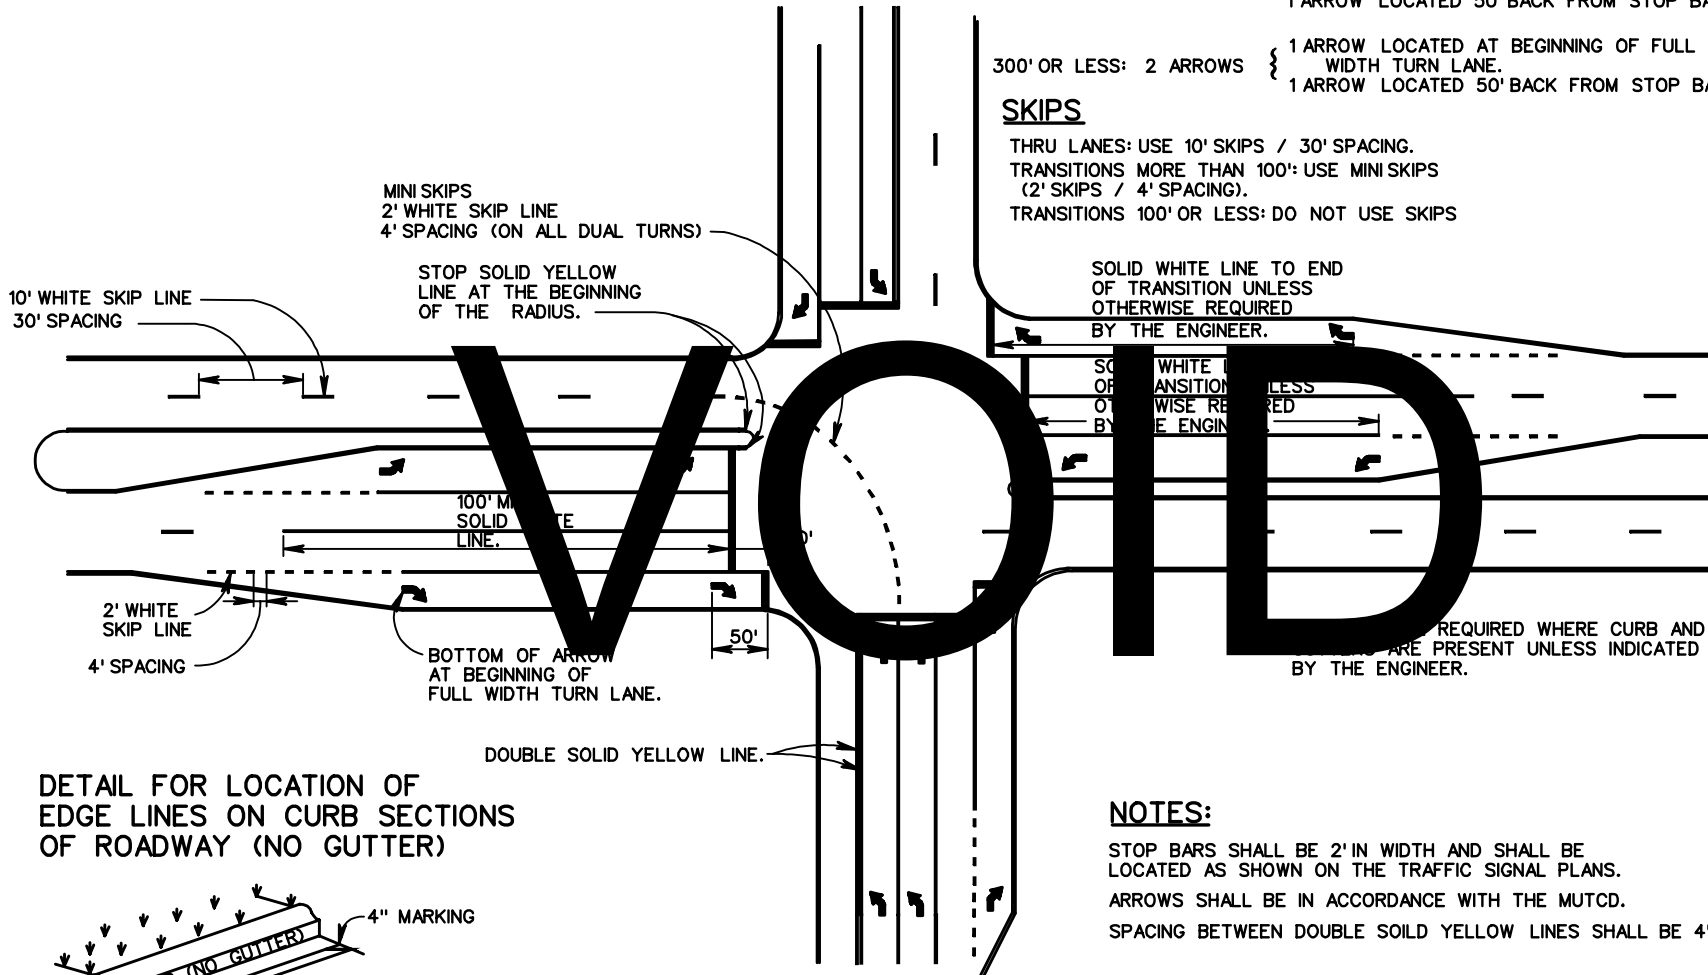 1 ARROW LOCATED 50' BACK FROM STOP
300' OR LESS: 2 ARROWS
1 ARROW LOCATED AT BEGINNING OF FULL
WIDTH TURN LANE.
1 ARROW LOCATED 50' BACK FROM STOP
SKIPS
THRU LANES: USE 10' SKIPS / 30' SPACING.
TRANSITIONS MORE THAN 100': USE MINI SKIPS
(2' SKIPS / 4' SPACING).
TRANSITIONS 100' OR LESS: DO NOT USE SKIPS
MINI SKIPS
2' WHITE SKIP LINE
4' SPACING (ON ALL DUAL TURNS)
STOP SOLID YELLOW
LINE AT THE BEGINNING
OF THE RADIUS.
10' WHITE SKIP LINE
30' SPACING
SOLID WHITE LINE TO END
OF TRANSITION UNLESS
OTHERWISE REQUIRED
BY THE ENGINEER.
WHITE
BY
VOID
100'
SOLID
LINE.
2' WHITE
SKIP LINE
4' SPACING
50'
BOTTOM OF ARROW
AT BEGINNING OF
FULL WIDTH TURN LANE.
REQUIRED WHERE CURB AND
ARE PRESENT UNLESS INDICATED
BY THE ENGINEER.
DOUBLE SOLID YELLOW LINE.
DETAIL FOR LOCATION OF
EDGE LINES ON CURB SECTIONS
OF ROADWAY (NO GUTTER)
4" MARKING
(NO GUTTER)
NOTES:
STOP BARS SHALL BE 2' IN WIDTH AND SHALL BE
LOCATED AS SHOWN ON THE TRAFFIC SIGNAL PLANS.
ARROWS SHALL BE IN ACCORDANCE WITH THE MUTCD.
SPACING BETWEEN DOUBLE SOILD YELLOW LINES SHALL BE 4"